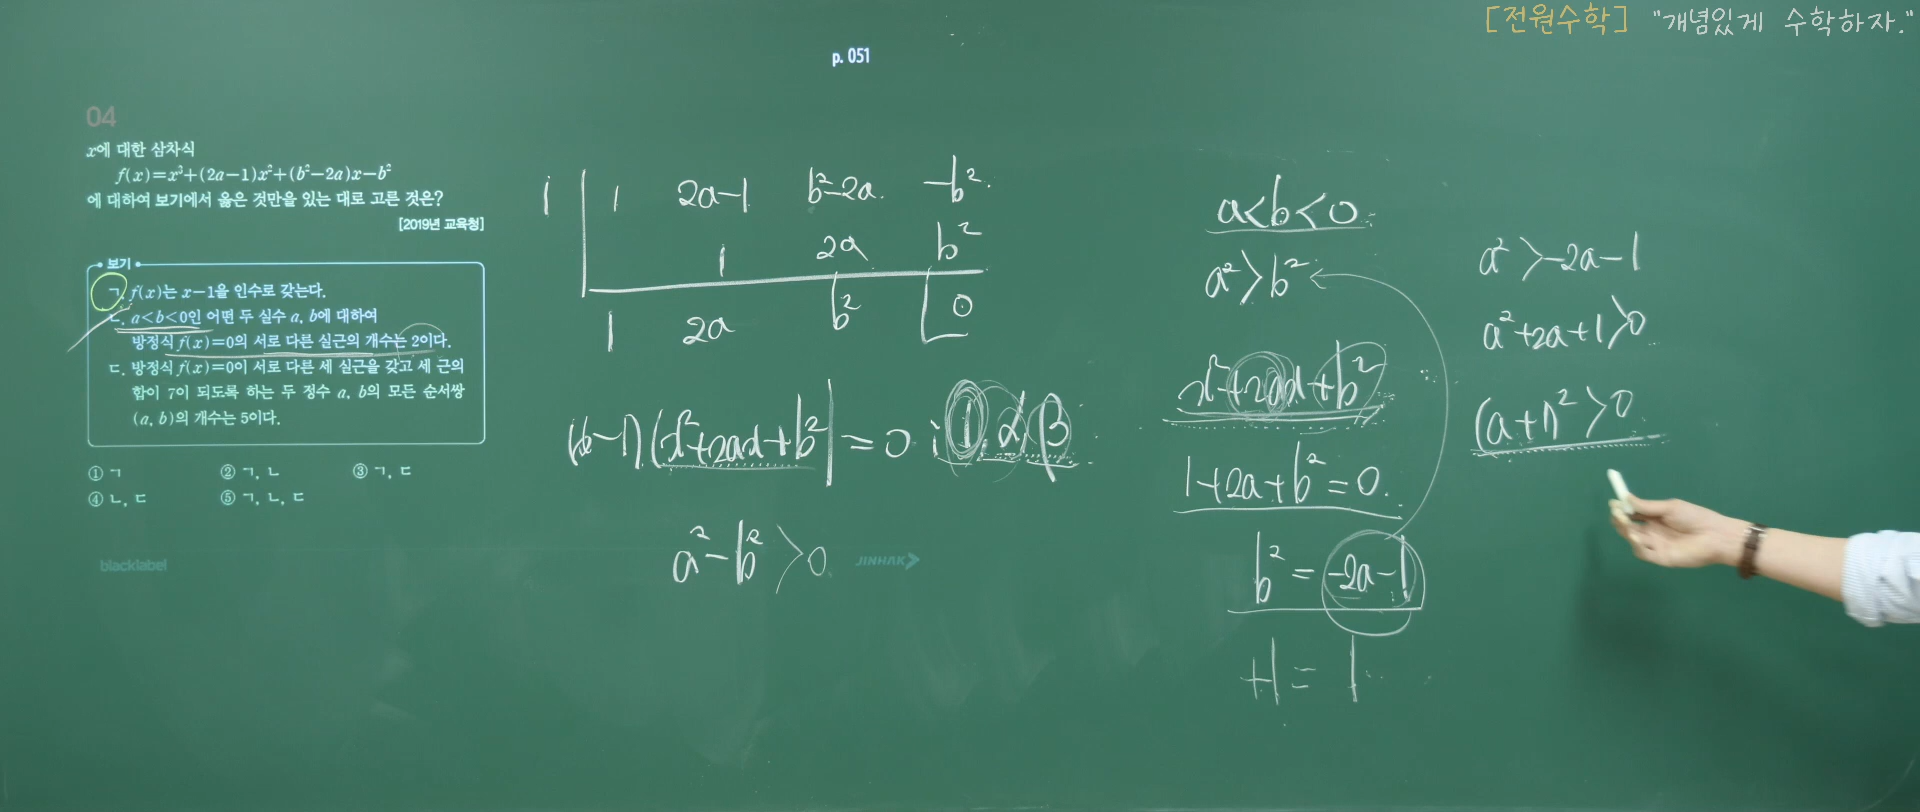 [전원수학] "개념있게 수학하자."
p. 051
04
x에 대한 삼차식
f(x)=x³+(2a−1)x²+(b²−2a)x−b²
에 대하여 보기에서 옳은 것만을 있는 대로 고른 것은?
[2019년 교육청]
보기
ㄱ. f(x)는 x−1을 인수로 갖는다.
ㄴ. a<b<0인 어떤 두 실수 a, b에 대하여
방정식 f(x)=0의 서로 다른 실근의 개수는 2이다.
ㄷ. 방정식 f(x)=0이 서로 다른 세 실근을 갖고 세 근의
합이 7이 되도록 하는 두 정수 a, b의 모든 순서쌍
(a, b)의 개수는 5이다.
① ㄱ ② ㄱ, ㄴ ③ ㄱ, ㄷ
④ ㄴ, ㄷ ⑤ ㄱ, ㄴ, ㄷ
blacklabel
JINHAK
1 | 1 2a−1 b²−2a −b²
1 2a b²
1 2a b² 0
(x−1)(x²+2ax+b²)=0 ; 1, α, β
a²−b²>0
a<b<0
a²>b²
x²+2ax+b²
1+2a+b²=0
b²=−2a−1
+1=1
a²>−2a−1
a²+2a+1>0
(a+1)²>0